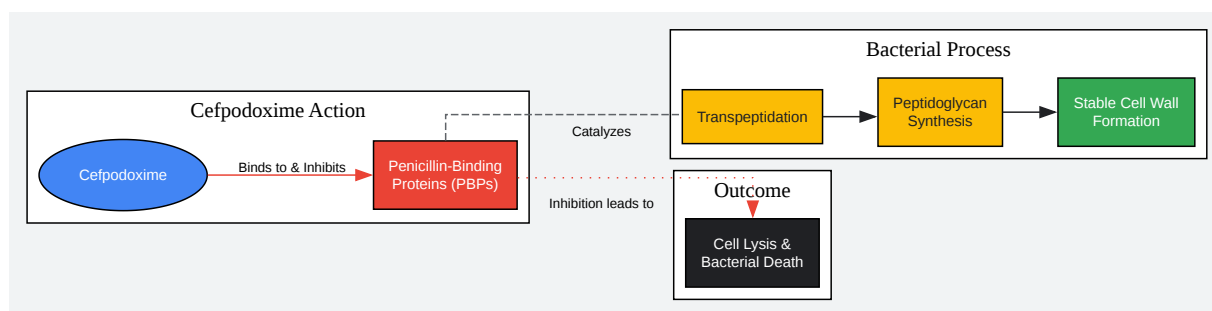 Cefpodoxime Action
Cefpodoxime
Binds to & Inhibits
Penicillin-Binding
Proteins (PBPs)
Catalyzes
Inhibition leads to
Bacterial Process
Transpeptidation
Peptidoglycan
Synthesis
Stable Cell Wall
Formation
Outcome
Cell Lysis &
Bacterial Death